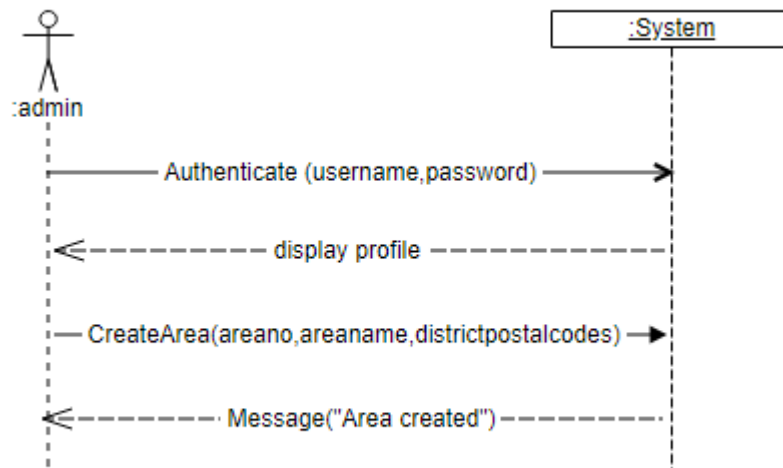 :System
:admin
Authenticate (username,password)
display profile
CreateArea(areano,areaname,districtpostalcodes)
Message("Area created")